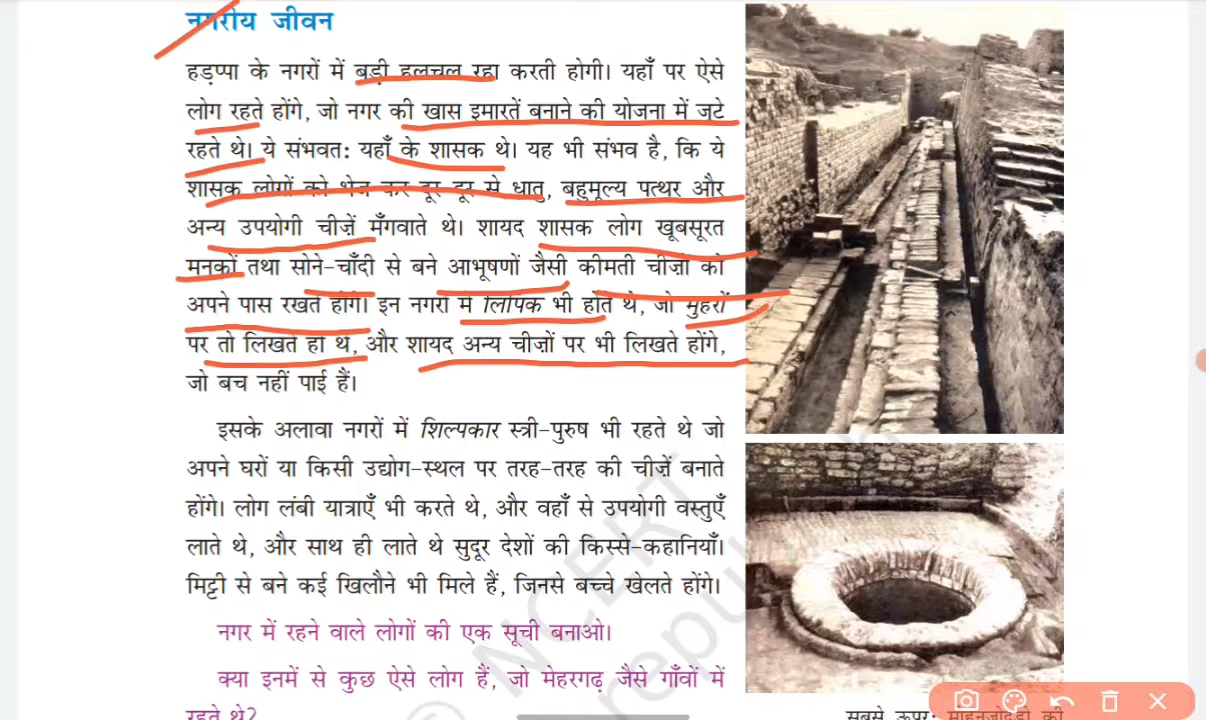 नगरीय जीवन
हड़प्पा के नगरों में बड़ी हलचल रहा करती होगी। यहाँ पर ऐसे
लोग रहते होंगे, जो नगर की खास इमारतें बनाने की योजना में जुटे
रहते थे। ये संभवत: यहाँ के शासक थे। यह भी संभव है, कि ये
शासक लोगों को भेज कर दूर-दूर से धातु, बहुमूल्य पत्थर और
अन्य उपयोगी चीज़ें मँगवाते थे। शायद शासक लोग खूबसूरत
मनकों तथा सोने-चाँदी से बने आभूषणों जैसी कीमती चीजों को
अपने पास रखते होंगे। इन नगरों में लिपिक भी होते थे, जो मुहरों
पर तो लिखते ही थे, और शायद अन्य चीज़ों पर भी लिखते होंगे,
जो बच नहीं पाई हैं।
इसके अलावा नगरों में शिल्पकार स्त्री-पुरुष भी रहते थे जो
अपने घरों या किसी उद्योग-स्थल पर तरह-तरह की चीज़ें बनाते
होंगे। लोग लंबी यात्राएँ भी करते थे, और वहाँ से उपयोगी वस्तुएँ
लाते थे, और साथ ही लाते थे सुदूर देशों की किस्से-कहानियाँ।
मिट्टी से बने कई खिलौने भी मिले हैं, जिनसे बच्चे खेलते होंगे।
नगर में रहने वाले लोगों की एक सूची बनाओ।
क्या इनमें से कुछ ऐसे लोग हैं, जो मेहरगढ़ जैसे गाँवों में
रहते थे?
सबसे ऊपर: मोहनजोदड़ो की
© NCERT
republished